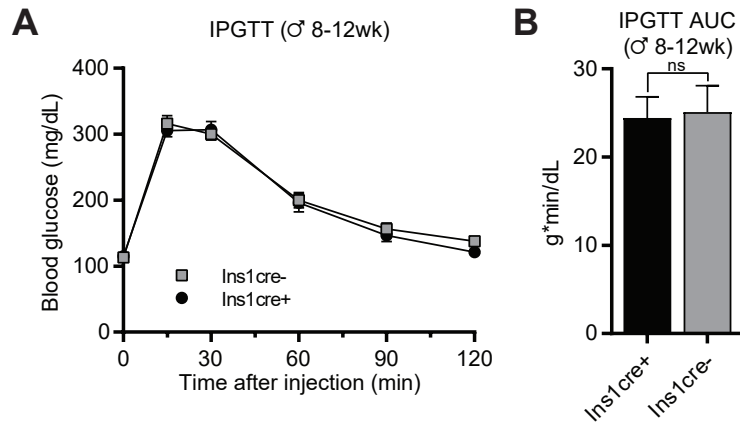 A
IPGTT (♂ 8-12wk)
400
300
200
100
0
Blood glucose (mg/dL)
Ins1cre-
Ins1cre+
0 30 60 90 120
Time after injection (min)
B
IPGTT AUC
(♂ 8-12wk)
ns
30
20
10
0
g*min/dL
Ins1cre+
Ins1cre-